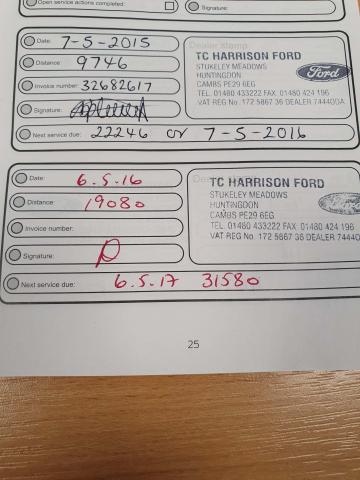 Open service actions completed:
Signature:
Date: 7-5-2015
Distance: 9746
Invoice number: 32682617
Signature:
Next service due: 22246 or 7-5-2016
Dealer Stamp
TC HARRISON FORD
STUKELEY MEADOWS
HUNTINGDON
CAMBS PE29 6EG
TEL. 01480 433222 FAX. 01480 424 196
VAT REG No. 172 5867 36 DEALER 74440OA
Ford
Date: 6.5.16
Distance: 19080
Invoice number:
Signature:
Next service due: 6.5.17 31580
TC HARRISON FORD
STUKELEY MEADOWS
HUNTINGDON
CAMBS PE29 6EG
TEL. 01480 433222 FAX. 01480 424 196
VAT REG No. 172 5867 36 DEALER 74440
25